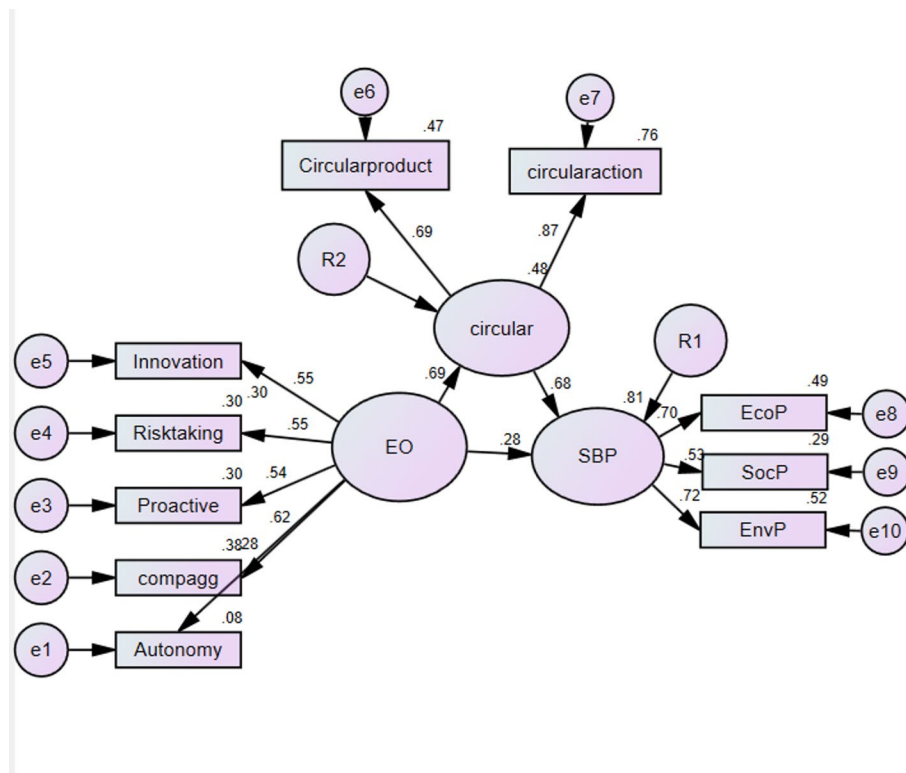 e6
e7
.47
.76
Circularproduct
circularaction
.69
.87
R2
.48
circular
R1
e5
Innovation
.55
.69
.68
.81
.70
.49
EcoP
e8
.30
.30
e4
Risktaking
.55
EO
.28
SBP
.53
.29
SocP
e9
.30
.54
e3
Proactive
.62
.72
.52
EnvP
e10
.38
.28
e2
compagg
.08
e1
Autonomy